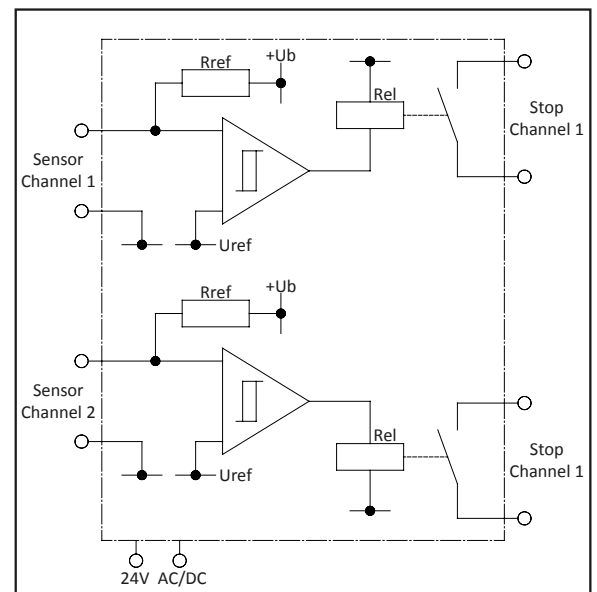 Rref
+Ub
Rel
Stop
Channel 1
Sensor
Channel 1
Uref
Rref
+Ub
Sensor
Channel 2
Rel
Stop
Channel 1
Uref
24V AC/DC